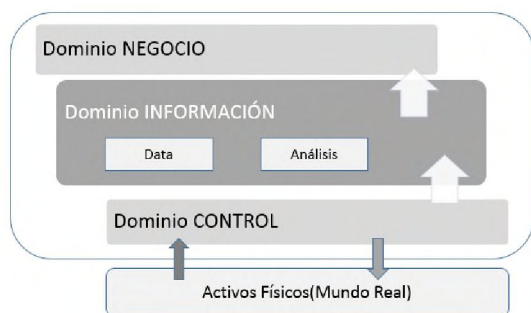 Dominio NEGOCIO
Dominio INFORMACIÓN
Data
Análisis
Dominio CONTROL
Activos Físicos(Mundo Real)